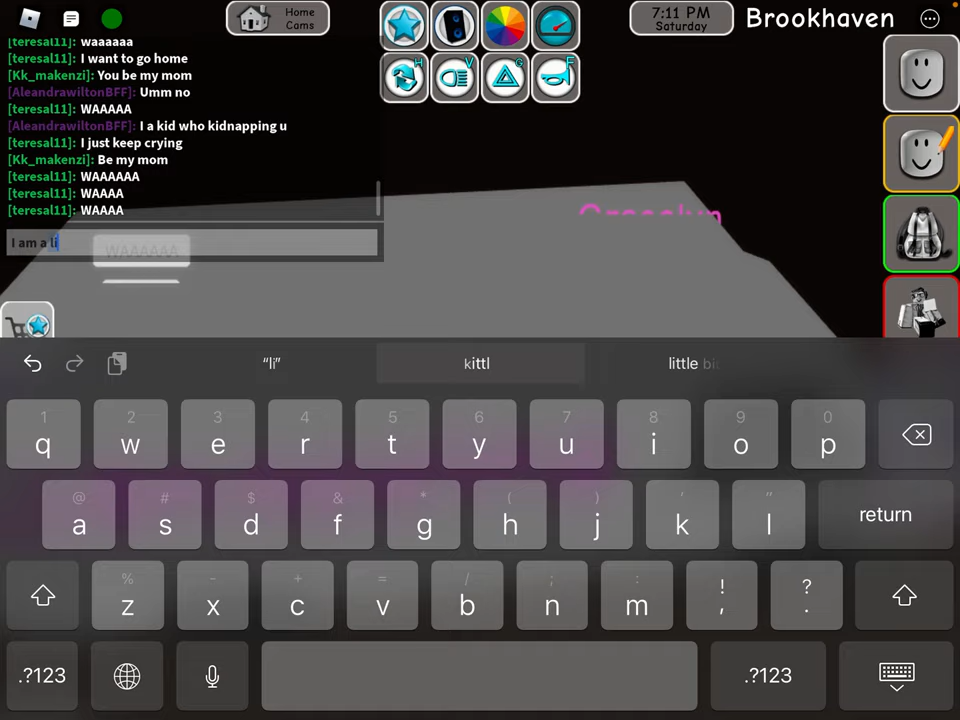 7:11 PM
Saturday
Brookhaven
Home
Cams
H
V
G
F
[teresal11]: waaaaaa
[teresal11]: I want to go home
[Kk_makenzi]: You be my mom
[AleandrawiltonBFF]: Umm no
[teresal11]: WAAAAA
[AleandrawiltonBFF]: I a kid who kidnapping u
[teresal11]: I just keep crying
[Kk_makenzi]: Be my mom
[teresal11]: WAAAAAA
[teresal11]: WAAAA
[teresal11]: WAAAA
I am a li
WAAAAAA
“li” kittl little bi
1 2 3 4 5 6 7 8 9 0
q w e r t y u i o p
@ # $ & * ( ) ' "
a s d f g h j k l return
% - + = / ; : ! ?
z x c v b n m , .
.?123 .?123